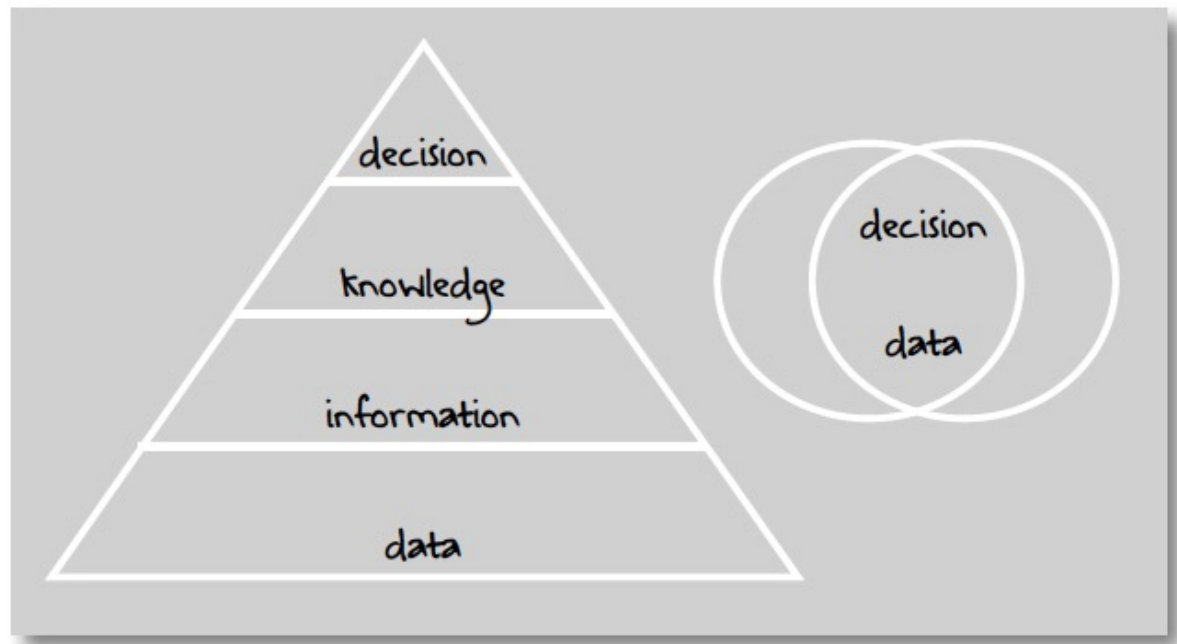 decision
knowledge
information
data
decision
data